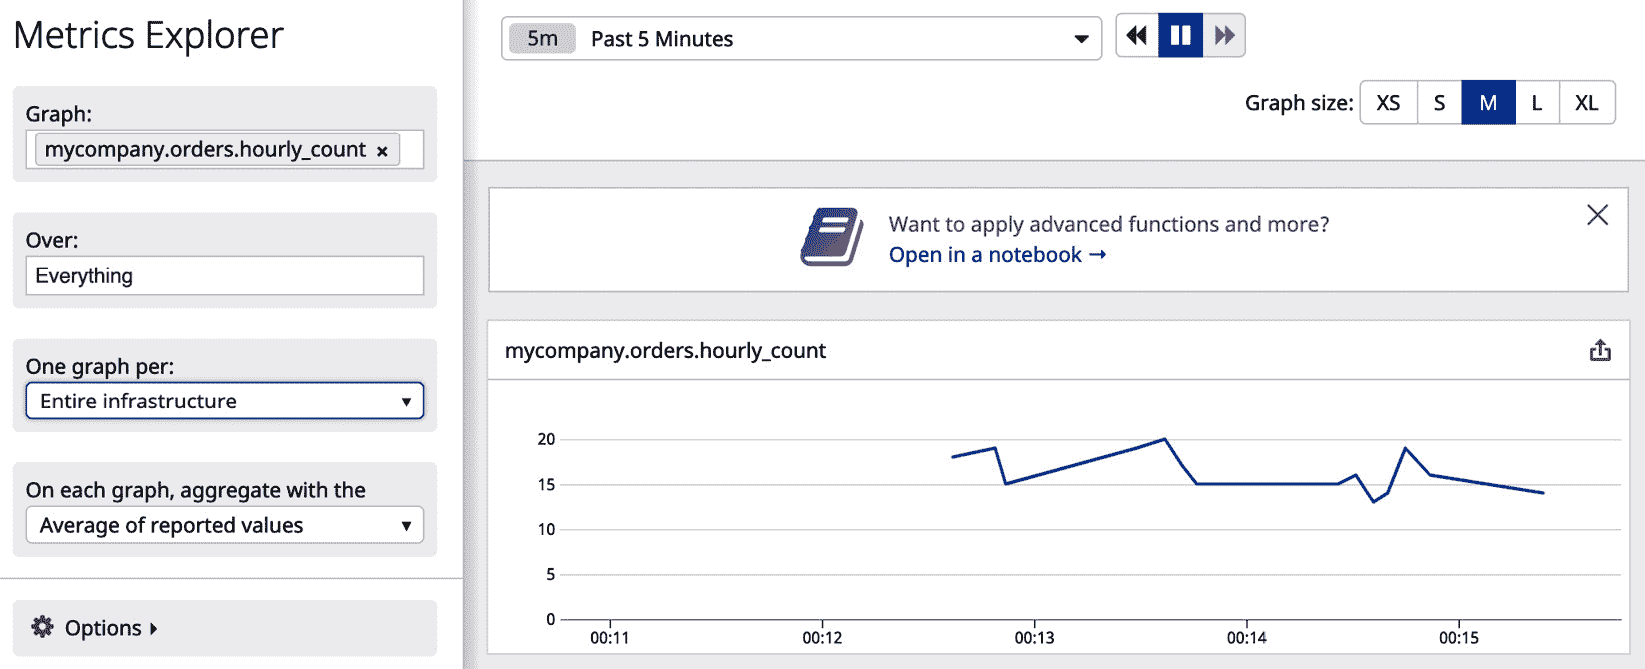 Metrics Explorer
Graph:
mycompany.orders.hourly_count ×
Over:
Everything
One graph per:
Entire infrastructure
On each graph, aggregate with the
Average of reported values
Options
5m Past 5 Minutes
Graph size: XS S M L XL
Want to apply advanced functions and more?
Open in a notebook →
mycompany.orders.hourly_count
20
15
10
5
0
00:11 00:12 00:13 00:14 00:15